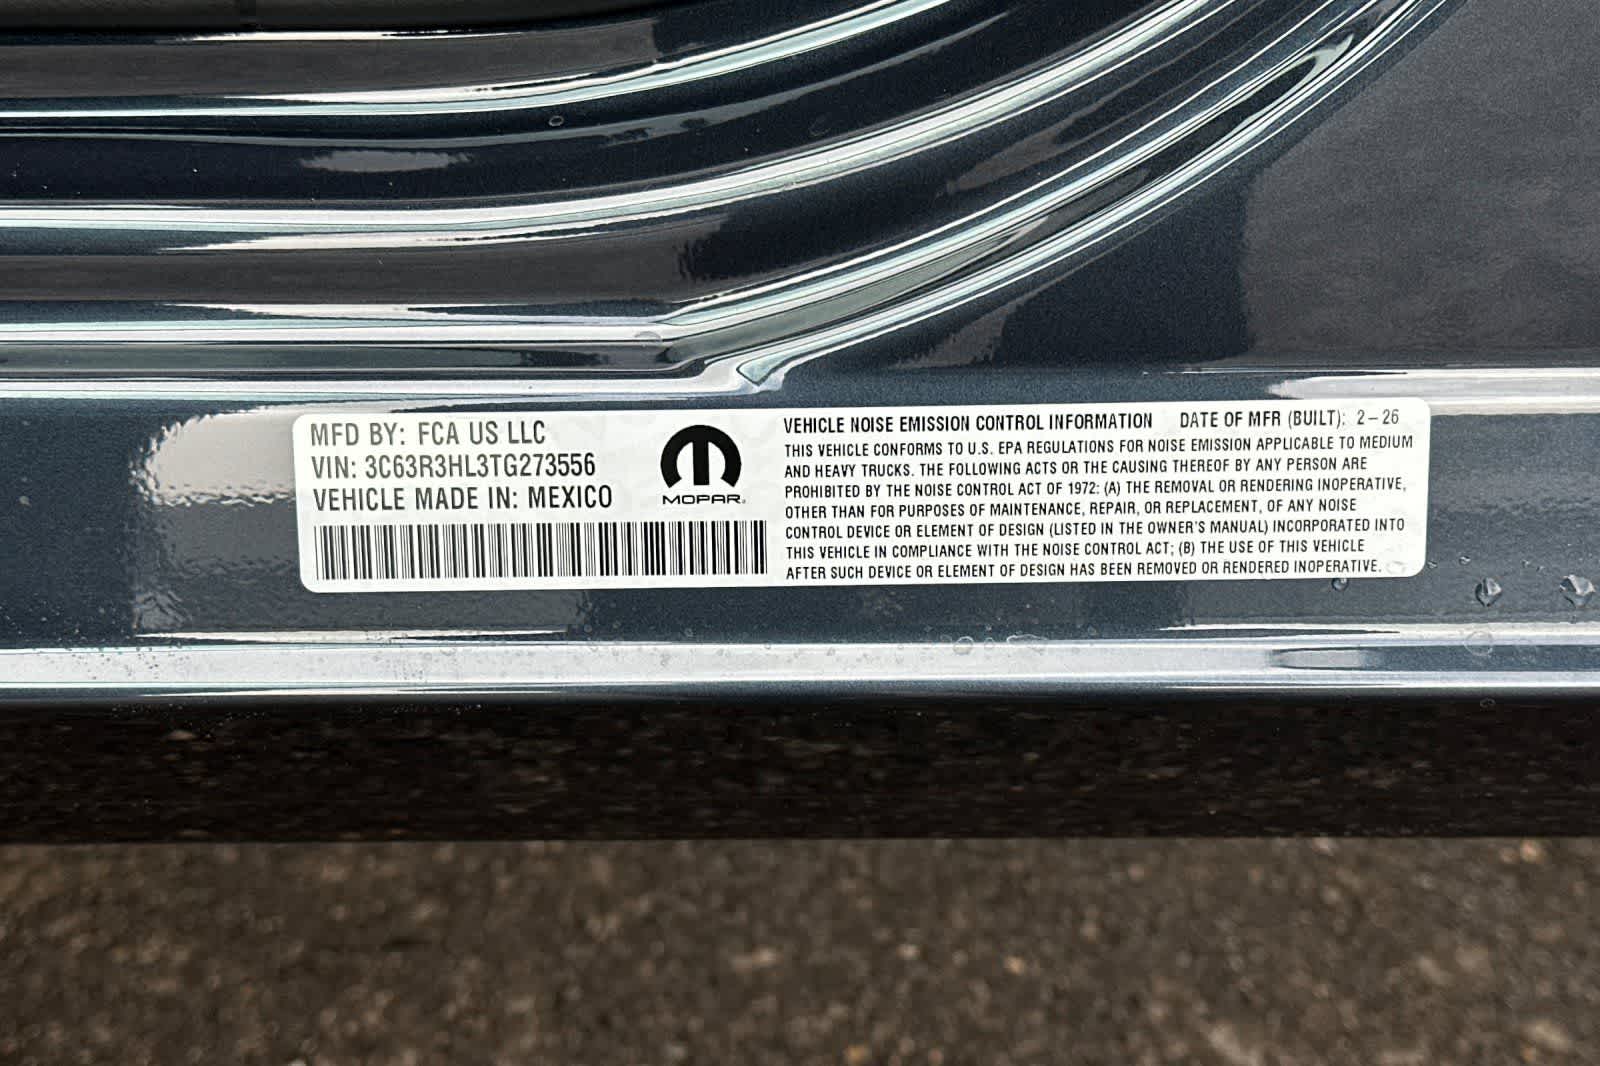 MFD BY: FCA US LLC
VIN: 3C63R3HL3TG273556
VEHICLE MADE IN: MEXICO
MOPAR.
VEHICLE NOISE EMISSION CONTROL INFORMATION DATE OF MFR (BUILT): 2-26
THIS VEHICLE CONFORMS TO U.S. EPA REGULATIONS FOR NOISE EMISSION APPLICABLE TO MEDIUM
AND HEAVY TRUCKS. THE FOLLOWING ACTS OR THE CAUSING THEREOF BY ANY PERSON ARE
PROHIBITED BY THE NOISE CONTROL ACT OF 1972: (A) THE REMOVAL OR RENDERING INOPERATIVE,
OTHER THAN FOR PURPOSES OF MAINTENANCE, REPAIR, OR REPLACEMENT, OF ANY NOISE
CONTROL DEVICE OR ELEMENT OF DESIGN (LISTED IN THE OWNER'S MANUAL) INCORPORATED INTO
THIS VEHICLE IN COMPLIANCE WITH THE NOISE CONTROL ACT; (B) THE USE OF THIS VEHICLE
AFTER SUCH DEVICE OR ELEMENT OF DESIGN HAS BEEN REMOVED OR RENDERED INOPERATIVE.